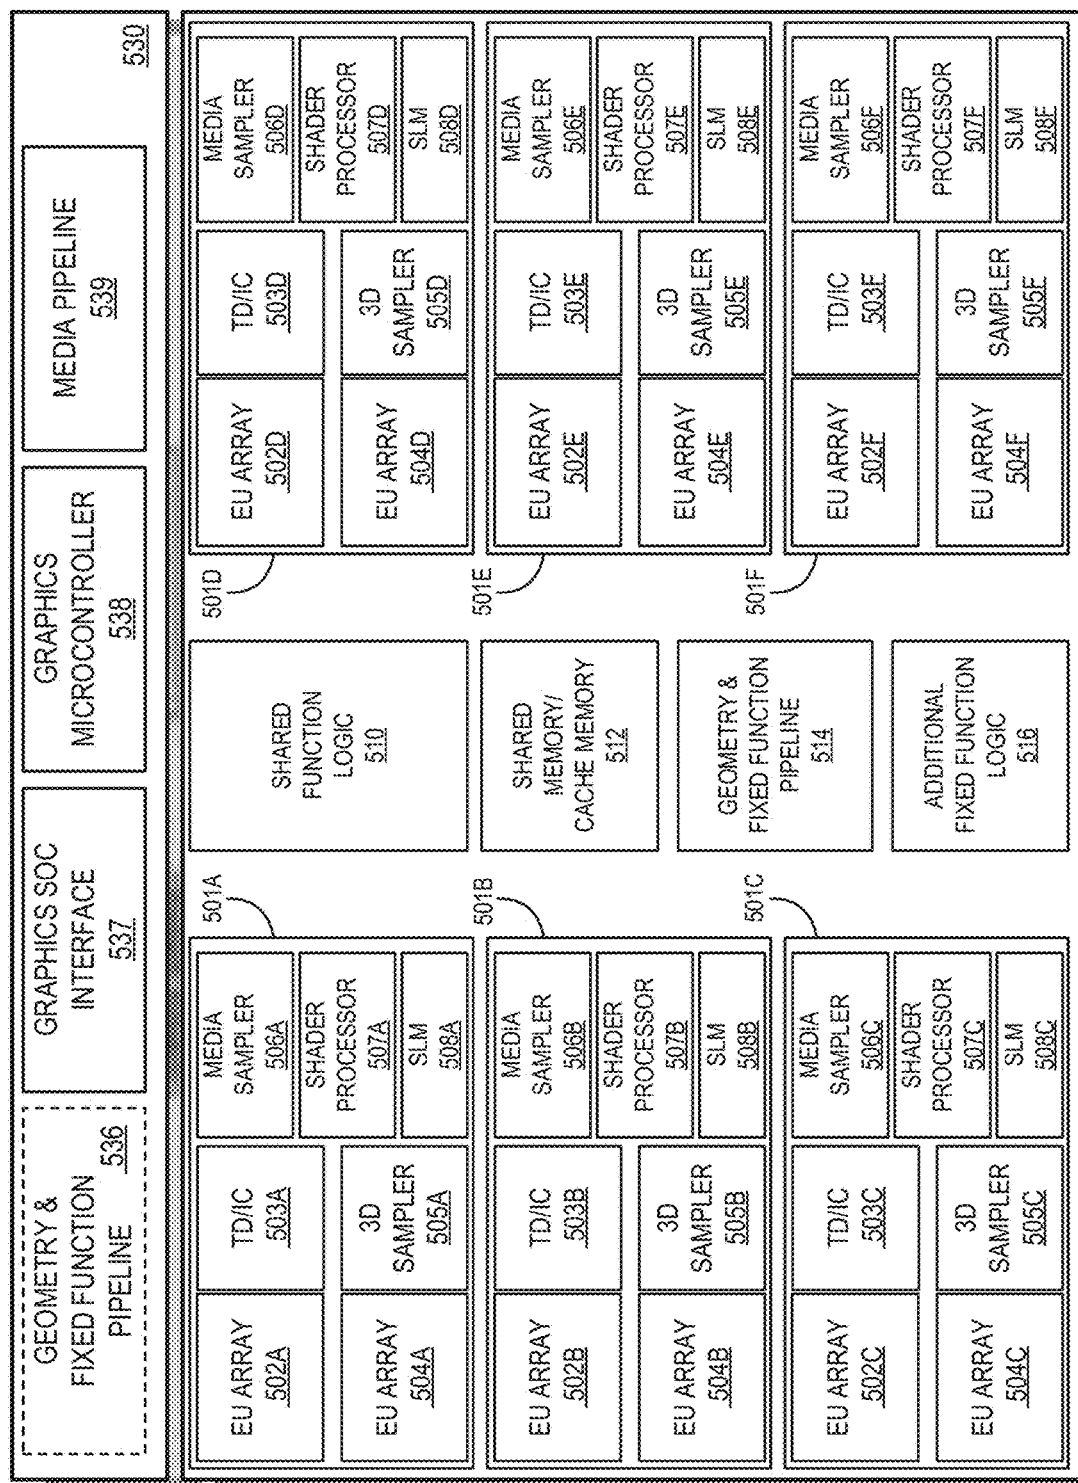 GEOMETRY &
FIXED FUNCTION
PIPELINE
536
GRAPHICS SOC
INTERFACE
537
GRAPHICS
MICROCONTROLLER
538
MEDIA PIPELINE
539
530
EU ARRAY
502A
TD/IC
503A
MEDIA
SAMPLER
506A
SHADER
PROCESSOR
507A
SLM
508A
EU ARRAY
504A
3D
SAMPLER
505A
501A
SHARED
FUNCTION
LOGIC
510
501D
EU ARRAY
502D
TD/IC
503D
MEDIA
SAMPLER
506D
SHADER
PROCESSOR
507D
SLM
508D
EU ARRAY
504D
3D
SAMPLER
505D
EU ARRAY
502B
TD/IC
503B
MEDIA
SAMPLER
506B
SHADER
PROCESSOR
507B
SLM
508B
EU ARRAY
504B
3D
SAMPLER
505B
501B
SHARED
MEMORY/
CACHE MEMORY
512
501E
EU ARRAY
502E
TD/IC
503E
MEDIA
SAMPLER
506E
SHADER
PROCESSOR
507E
SLM
508E
EU ARRAY
504E
3D
SAMPLER
505E
GEOMETRY &
FIXED FUNCTION
PIPELINE
514
EU ARRAY
502C
TD/IC
503C
MEDIA
SAMPLER
506C
SHADER
PROCESSOR
507C
SLM
508C
EU ARRAY
504C
3D
SAMPLER
505C
501C
ADDITIONAL
FIXED FUNCTION
LOGIC
516
501F
EU ARRAY
502F
TD/IC
503F
MEDIA
SAMPLER
506F
SHADER
PROCESSOR
507F
SLM
508F
EU ARRAY
504F
3D
SAMPLER
505F